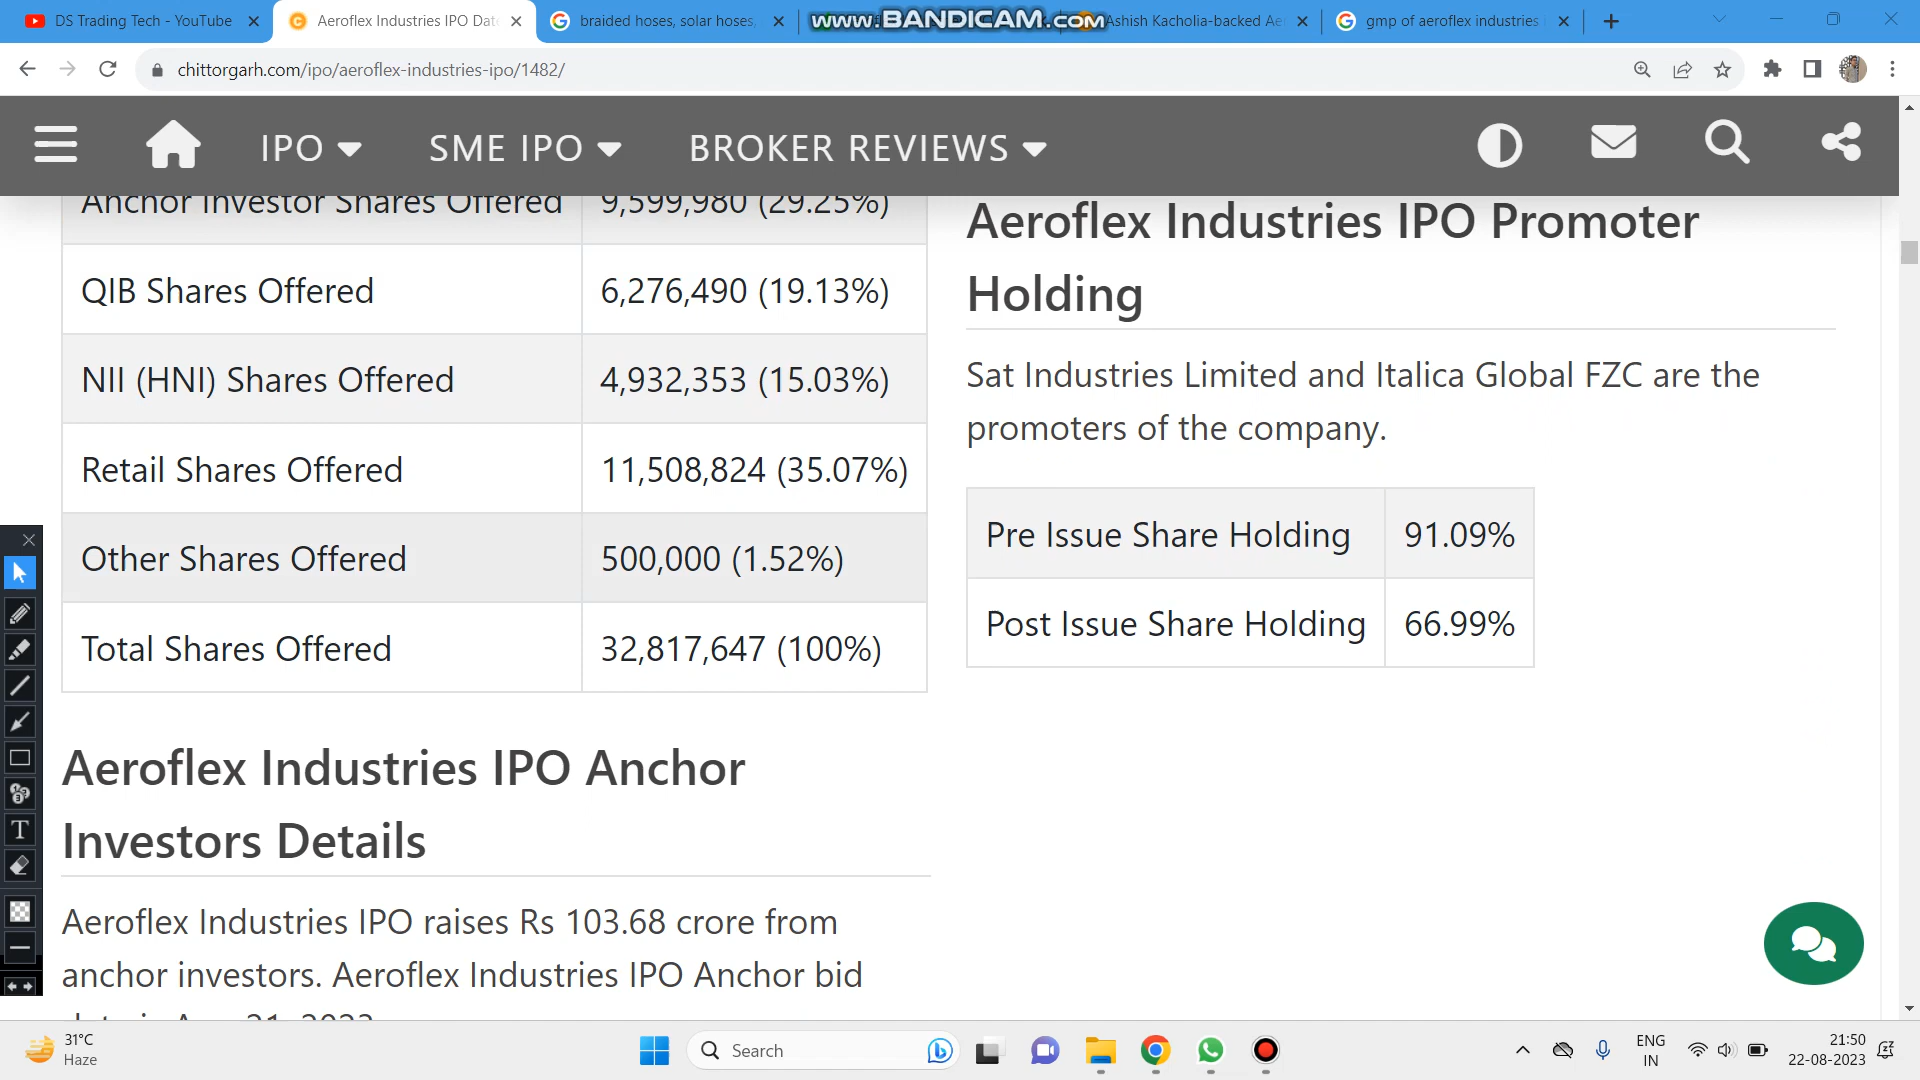 DS Trading Tech - YouTube
Aeroflex Industries IPO Dat
braided hoses, solar hoses,
www.BANDICAM.com
Ashish Kacholia-backed Ae
gmp of aeroflex industries
chittorgarh.com/ipo/aeroflex-industries-ipo/1482/
IPO
SME IPO
BROKER REVIEWS
Anchor Investor Shares Offered 9,599,980 (29.25%)
QIB Shares Offered 6,276,490 (19.13%)
NII (HNI) Shares Offered 4,932,353 (15.03%)
Retail Shares Offered 11,508,824 (35.07%)
Other Shares Offered 500,000 (1.52%)
Total Shares Offered 32,817,647 (100%)
Aeroflex Industries IPO Anchor
Investors Details
Aeroflex Industries IPO raises Rs 103.68 crore from
anchor investors. Aeroflex Industries IPO Anchor bid
Aeroflex Industries IPO Promoter
Holding
Sat Industries Limited and Italica Global FZC are the
promoters of the company.
Pre Issue Share Holding 91.09%
Post Issue Share Holding 66.99%
T
31°C
Haze
Search
ENG
IN
21:50
22-08-2023